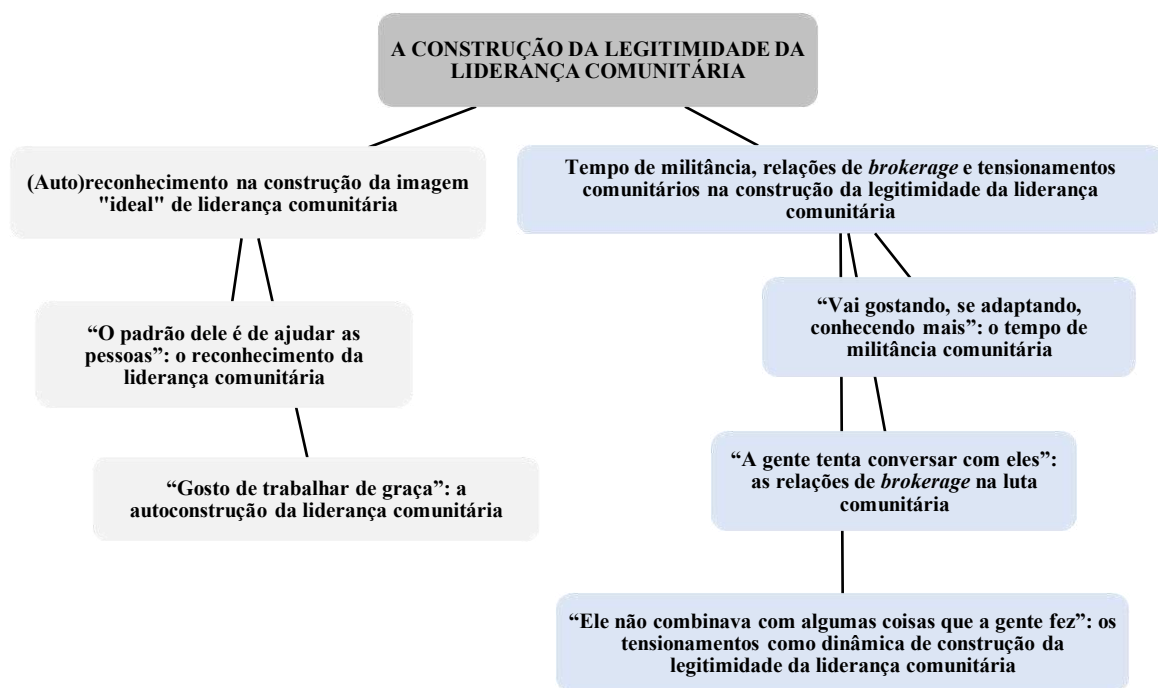 A CONSTRUÇÃO DA LEGITIMIDADE DA
LIDERANÇA COMUNITÁRIA
(Auto)reconhecimento na construção da imagem
"ideal" de liderança comunitária
“O padrão dele é de ajudar as
pessoas”: o reconhecimento da
liderança comunitária
“Gosto de trabalhar de graça”: a
autoconstrução da liderança comunitária
Tempo de militância, relações de brokerage e tensionamentos
comunitários na construção da legitimidade da liderança
comunitária
“Vai gostando, se adaptando,
conhecendo mais”: o tempo de
militância comunitária
“A gente tenta conversar com eles”:
as relações de brokerage na luta
comunitária
“Ele não combinava com algumas coisas que a gente fez”: os
tensionamentos como dinâmica de construção da
legitimidade da liderança comunitária